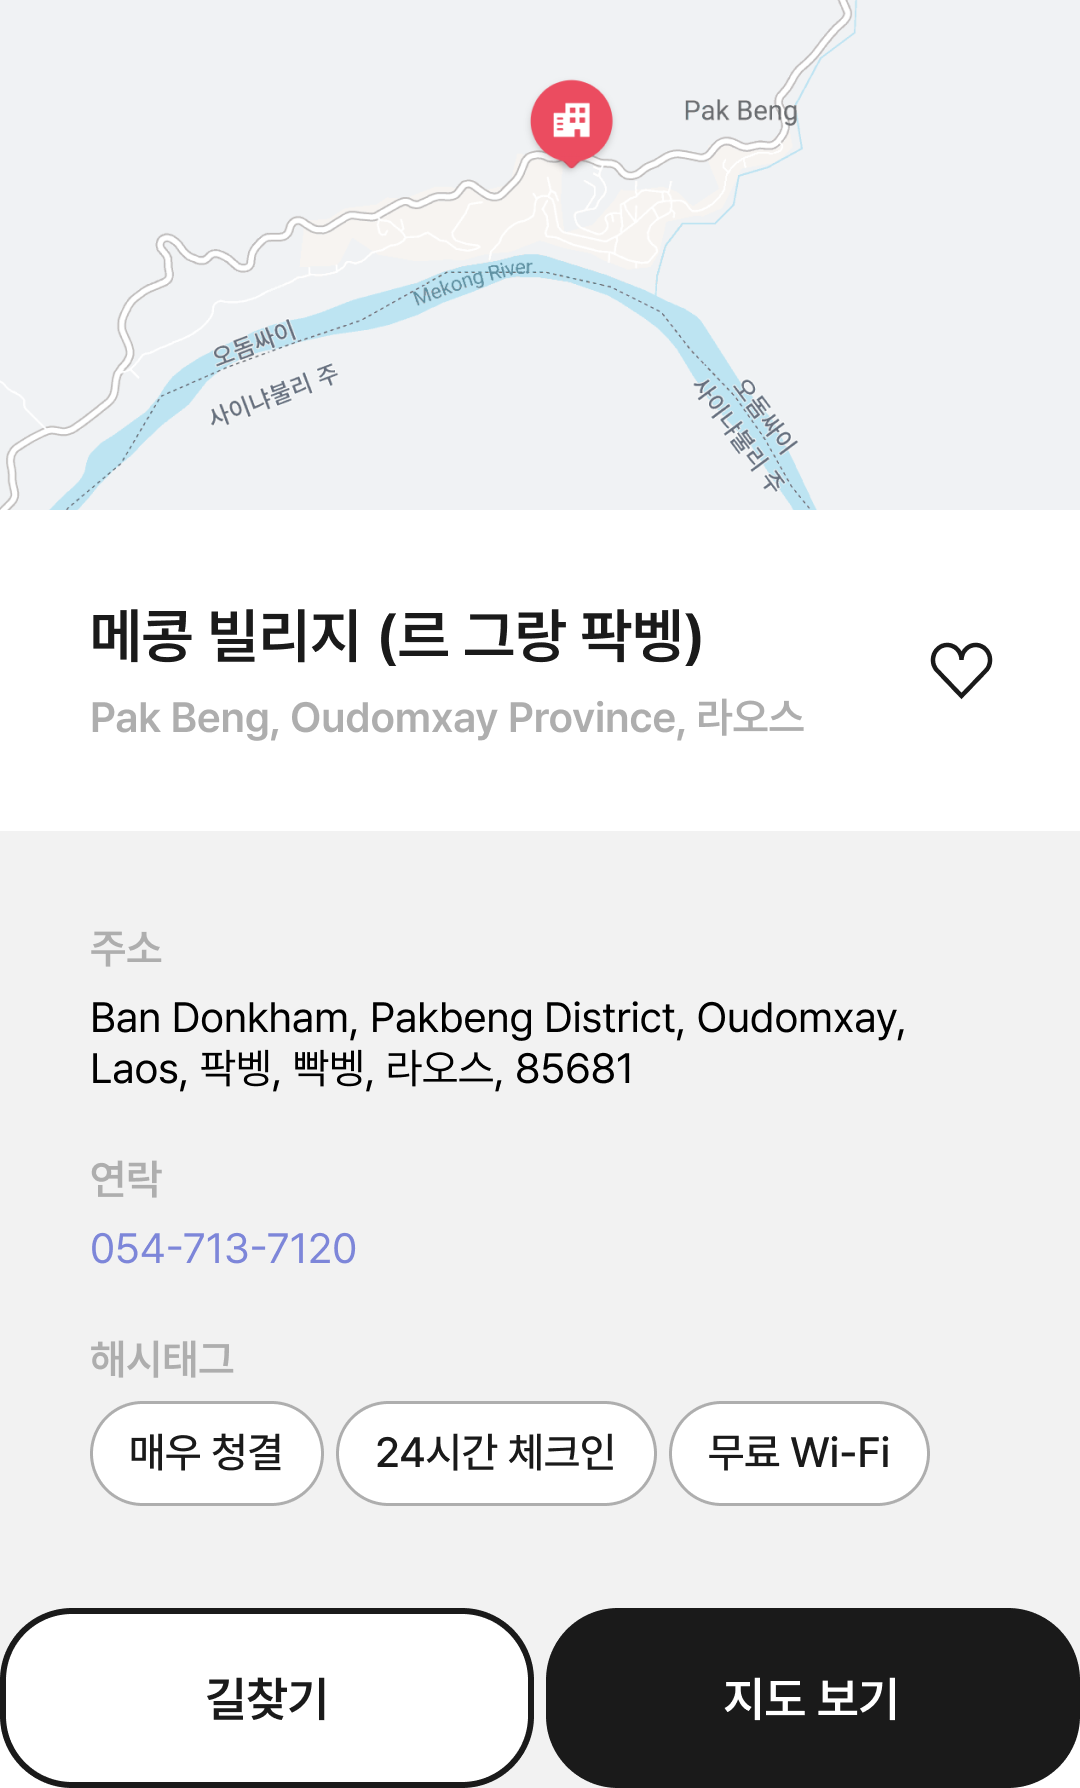 Pak Beng
Mekong River
오돔싸이
사이냐불리 주
오돔싸이
사이냐불리 주
메콩 빌리지 (르 그랑 팍벵)
Pak Beng, Oudomxay Province, 라오스
주소
Ban Donkham, Pakbeng District, Oudomxay,
Laos, 팍벵, 빡벵, 라오스, 85681
연락
054-713-7120
해시태그
매우 청결
24시간 체크인
무료 Wi-Fi
길찾기
지도 보기